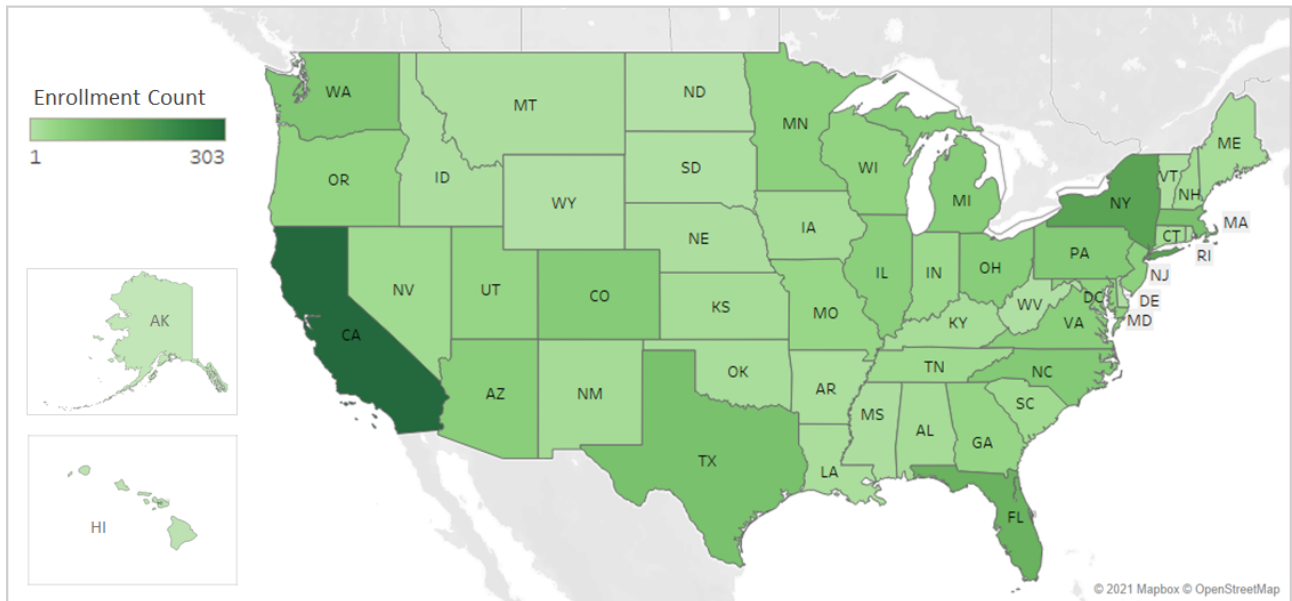 Enrollment Count
1 303
WA
MT
ND
MN
ME
VT
NH
OR
ID
SD
WI
MI
NY
MA
WY
IA
CT
RI
NE
PA
NJ
NV
UT
CO
IL
IN
OH
DE
DC
MD
AK
CA
KS
MO
WV
VA
KY
AZ
NM
OK
AR
TN
NC
SC
MS
AL
GA
TX
LA
FL
HI
© 2021 Mapbox © OpenStreetMap